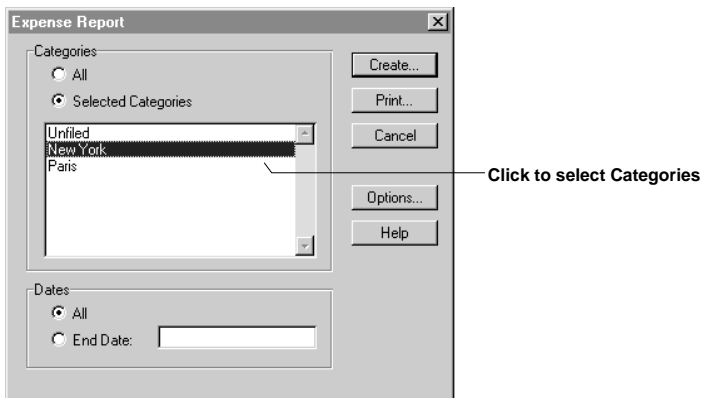 Expense Report
Categories
All
Selected Categories
Unfiled
New York
Paris
Create...
Print...
Cancel
Options...
Help
Click to select Categories
Dates
All
End Date: